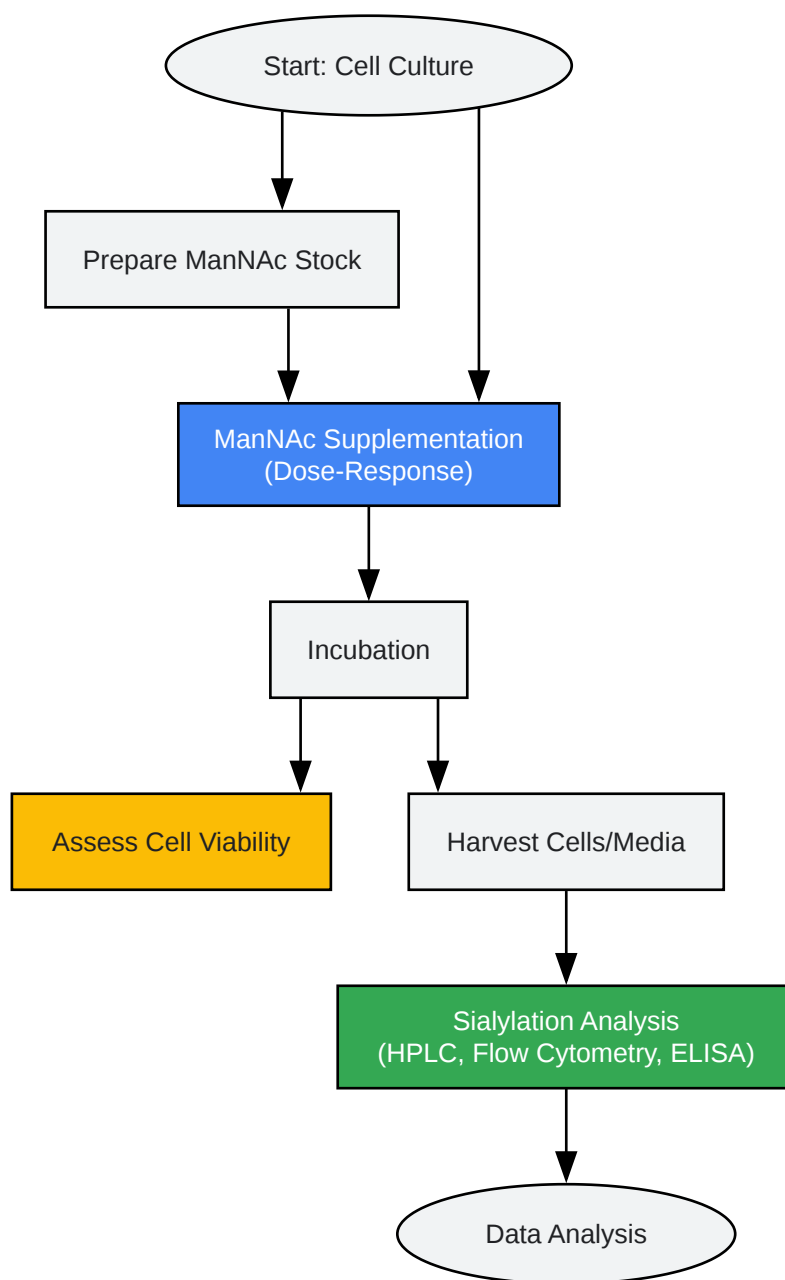 Start: Cell Culture
Prepare ManNAc Stock
ManNAc Supplementation
(Dose-Response)
Incubation
Assess Cell Viability
Harvest Cells/Media
Sialylation Analysis
(HPLC, Flow Cytometry, ELISA)
Data Analysis